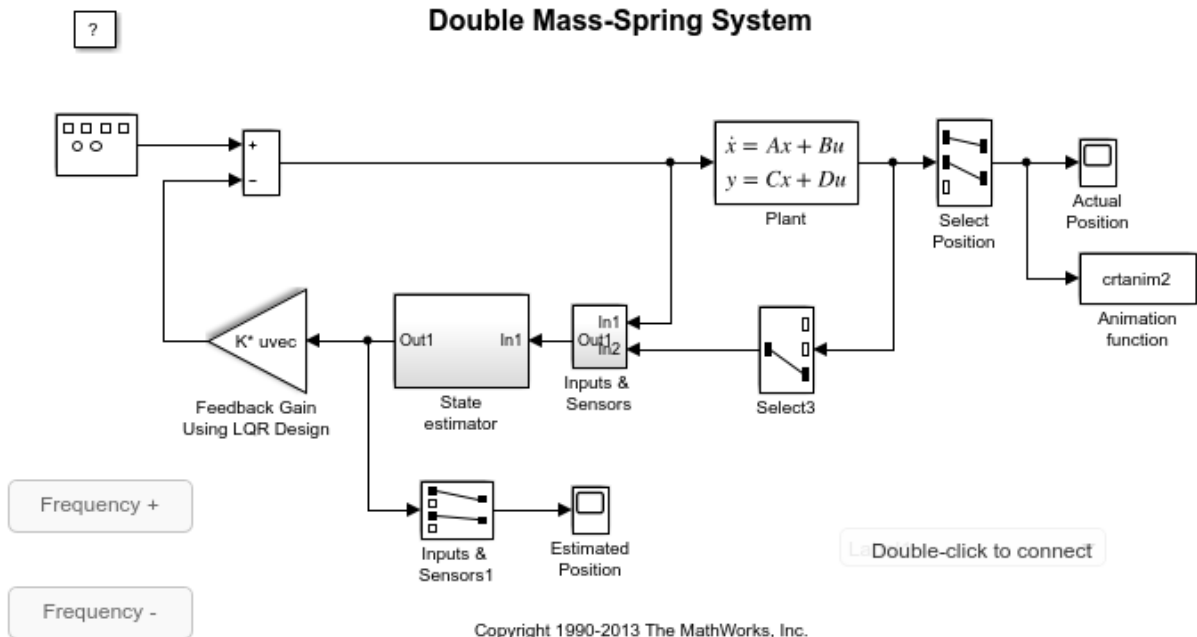 Double Mass-Spring System
?
+
−
ẋ = Ax + Bu
y = Cx + Du
Plant
Select
Position
Actual
Position
crtanim2
Animation
function
K* uvec
Feedback Gain
Using LQR Design
Out1
In1
State
estimator
In1
Out1
In2
Inputs &
Sensors
Select3
Frequency +
Inputs &
Sensors1
Estimated
Position
Double-click to connect
Frequency -
Copyright 1990-2013 The MathWorks, Inc.